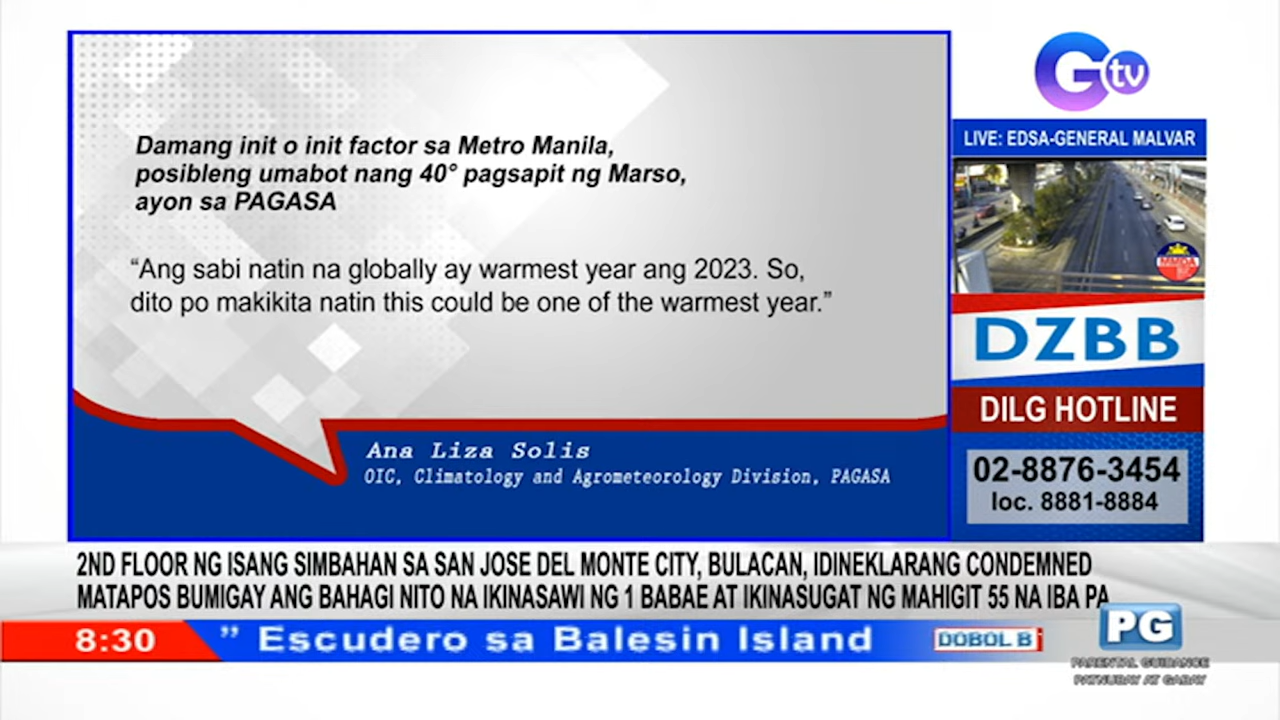 Damang init o init factor sa Metro Manila,
posibleng umabot nang 40° pagsapit ng Marso,
ayon sa PAGASA
“Ang sabi natin na globally ay warmest year ang 2023. So,
dito po makikita natin this could be one of the warmest year.”
Ana Liza Solis
OIC, Climatology and Agrometeorology Division, PAGASA
Gtv
LIVE: EDSA-GENERAL MALVAR
MMDA
DZBB
DILG HOTLINE
02-8876-3454
loc. 8881-8884
2ND FLOOR NG ISANG SIMBAHAN SA SAN JOSE DEL MONTE CITY, BULACAN, IDINEKLARANG CONDEMNED
MATAPOS BUMIGAY ANG BAHAGI NITO NA IKINASAWI NG 1 BABAE AT IKINASUGAT NG MAHIGIT 55 NA IBA PA
8:30 ” Escudero sa Balesin Island DOBOL B
PG
PARENTAL GUIDANCE
PATNUBAY AT GABAY